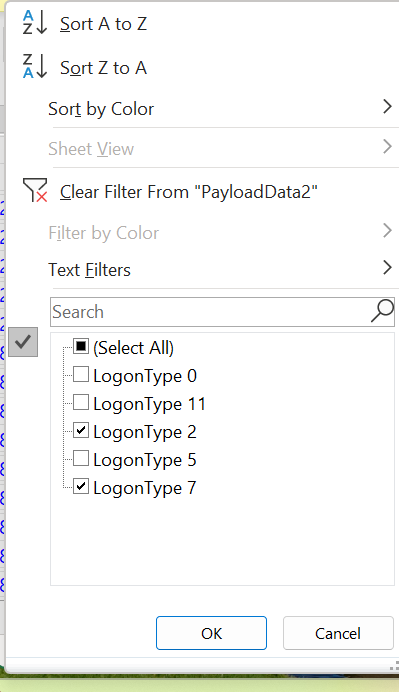 Sort A to Z
Sort Z to A
Sort by Color
Sheet View
Clear Filter From "PayloadData2"
Filter by Color
Text Filters
Search
(Select All)
LogonType 0
LogonType 11
LogonType 2
LogonType 5
LogonType 7
OK
Cancel